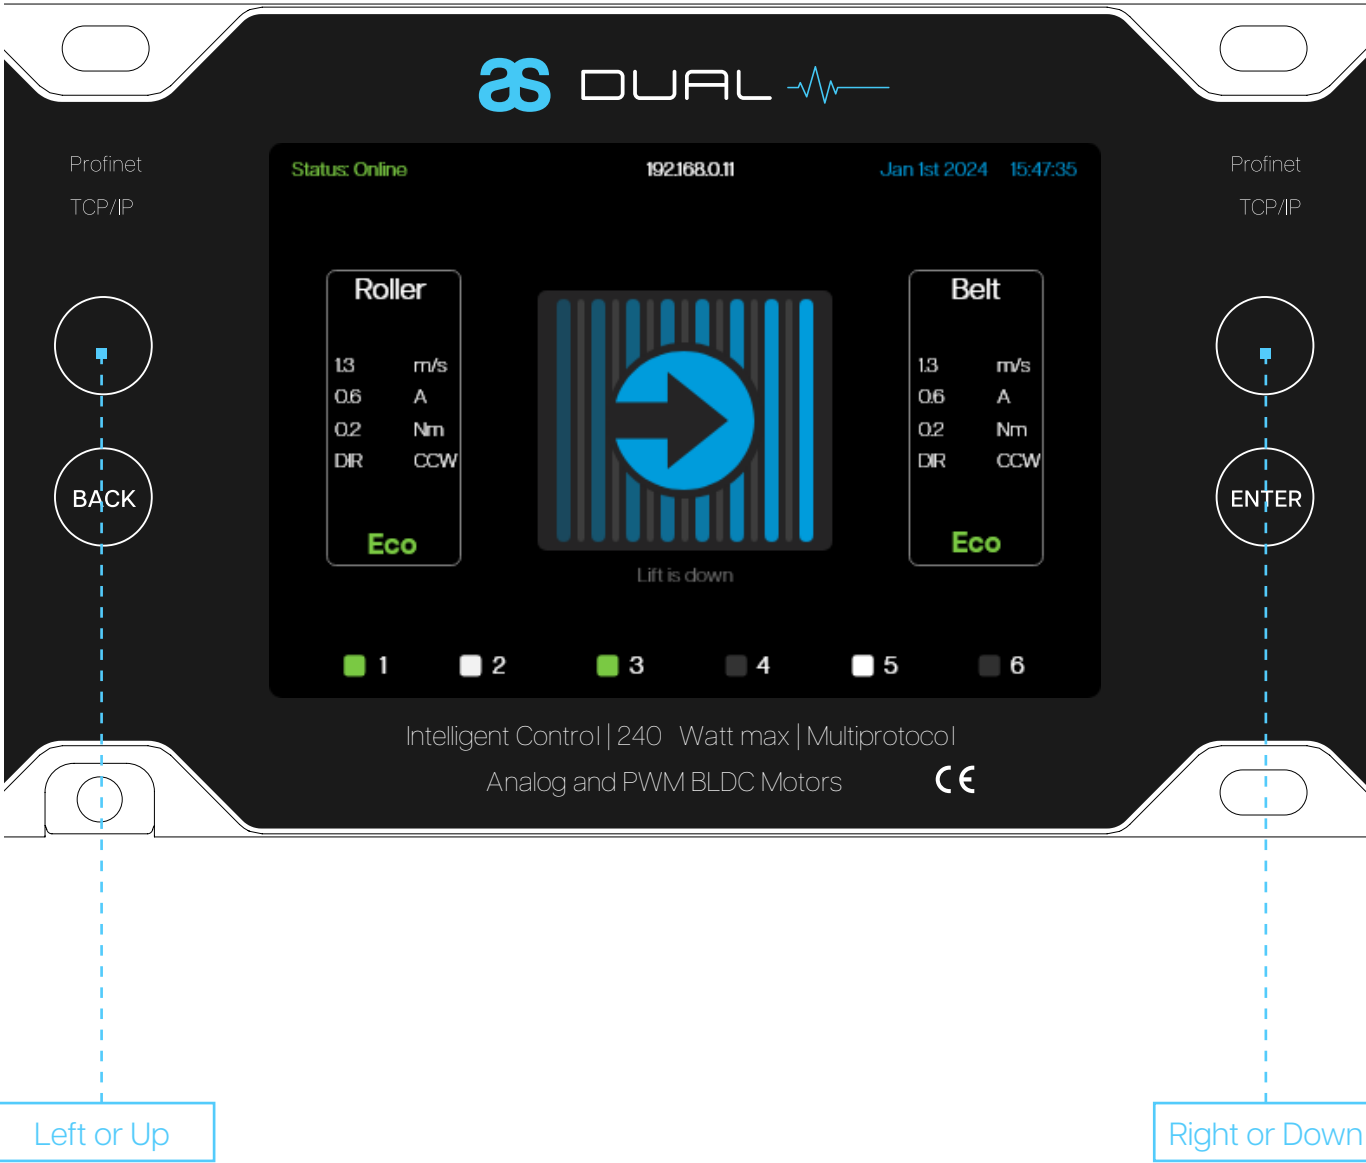 as DUAL
Profinet
TCP/IP
Profinet
TCP/IP
Status: Online 192.168.0.11 Jan 1st 2024 15:47:35
Roller
1.3 m/s
0.6 A
0.2 Nm
DIR CCW
Eco
Lift is down
Belt
1.3 m/s
0.6 A
0.2 Nm
DIR CCW
Eco
BACK
ENTER
1 2 3 4 5 6
Intelligent Control | 240 Watt max | Multiprotocol
Analog and PWM BLDC Motors CE
Left or Up
Right or Down